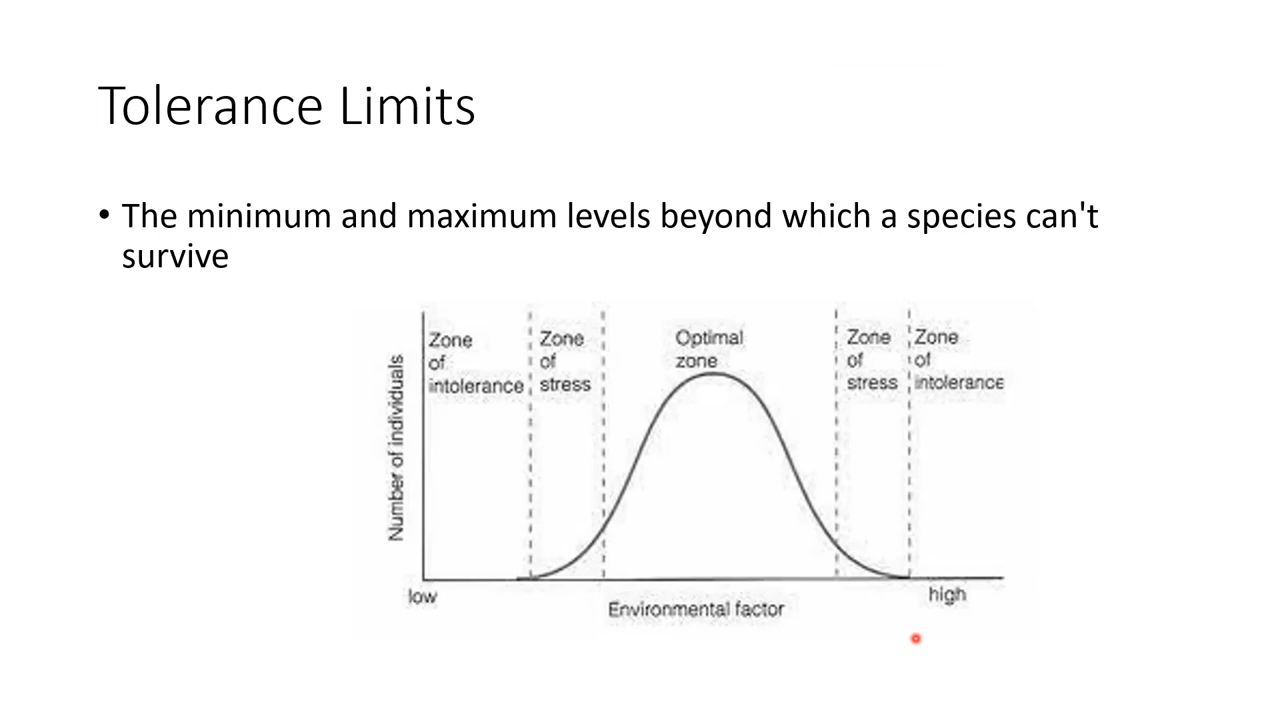 Tolerance Limits
• The minimum and maximum levels beyond which a species can't
survive
Zone
of
intolerance
Zone
of
stress
Optimal
zone
Zone
of
stress
Zone
of
intolerance
Number of individuals
low
Environmental factor
high